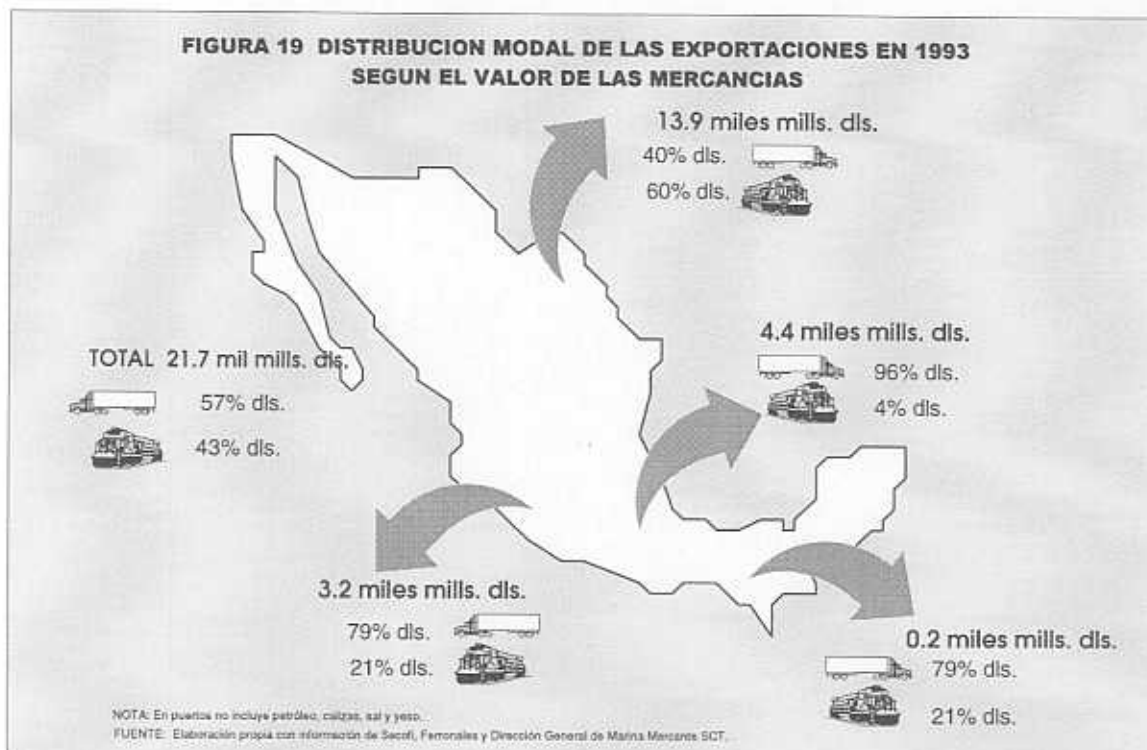 FIGURA 19 DISTRIBUCION MODAL DE LAS EXPORTACIONES EN 1993
SEGUN EL VALOR DE LAS MERCANCIAS
13.9 miles mills. dls.
40% dls.
60% dls.
4.4 miles mills. dls.
96% dls.
4% dls.
TOTAL 21.7 mil mills. dls.
57% dls.
43% dls.
3.2 miles mills. dls.
79% dls.
21% dls.
0.2 miles mills. dls.
79% dls.
21% dls.
NOTA: En puertos no incluye petróleo, calizas, sal y yeso.
FUENTE: Elaboración propia con información de Secofi, Ferronales y Dirección General de Marina Mercante SCT.